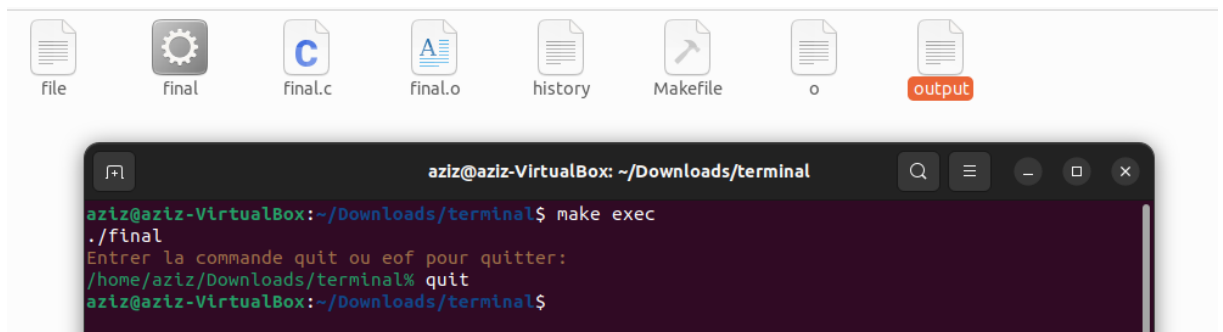 file final final.c final.o history Makefile o output
aziz@aziz-VirtualBox: ~/Downloads/terminal
aziz@aziz-VirtualBox:~/Downloads/terminal$ make exec
./final
Entrer la commande quit ou eof pour quitter:
/home/aziz/Downloads/terminal% quit
aziz@aziz-VirtualBox:~/Downloads/terminal$